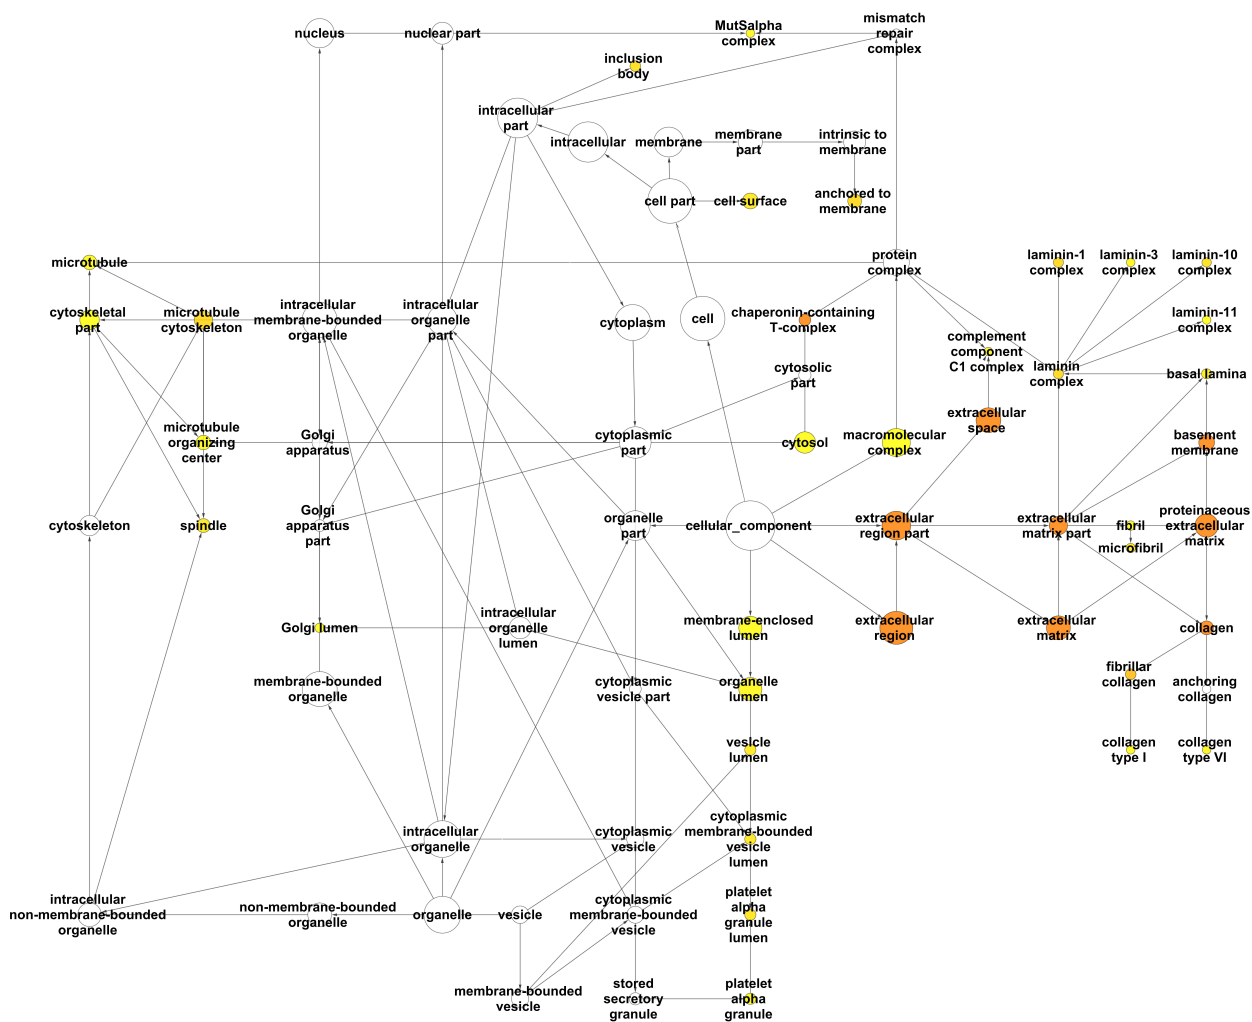 nucleus
nuclear part
MutSalpha
complex
mismatch
repair
complex
inclusion
body
intracellular
part
intracellular
membrane
membrane
part
intrinsic to
membrane
cell part
cell surface
anchored to
membrane
microtubule
protein
complex
laminin-1
complex
laminin-3
complex
laminin-10
complex
cytoskeletal
part
microtubule
cytoskeleton
intracellular
membrane-bounded
organelle
intracellular
organelle
part
cytoplasm
cell
chaperonin-containing
T-complex
complement
component
C1 complex
laminin-11
complex
cytosolic
part
laminin
complex
basal lamina
microtubule
organizing
center
Golgi
apparatus
cytoplasmic
part
cytosol
macromolecular
complex
extracellular
space
basement
membrane
cytoskeleton
spindle
Golgi
apparatus
part
organelle
part
cellular_component
extracellular
region part
extracellular
matrix part
fibril
microfibril
proteinaceous
extracellular
matrix
Golgi lumen
intracellular
organelle
lumen
membrane-enclosed
lumen
extracellular
region
extracellular
matrix
collagen
membrane-bounded
organelle
cytoplasmic
vesicle part
organelle
lumen
fibrillar
collagen
anchoring
collagen
vesicle
lumen
collagen
type I
collagen
type VI
intracellular
organelle
cytoplasmic
vesicle
cytoplasmic
membrane-bounded
vesicle
lumen
intracellular
non-membrane-bounded
organelle
non-membrane-bounded
organelle
organelle
vesicle
cytoplasmic
membrane-bounded
vesicle
platelet
alpha
granule
lumen
membrane-bounded
vesicle
stored
secretory
granule
platelet
alpha
granule